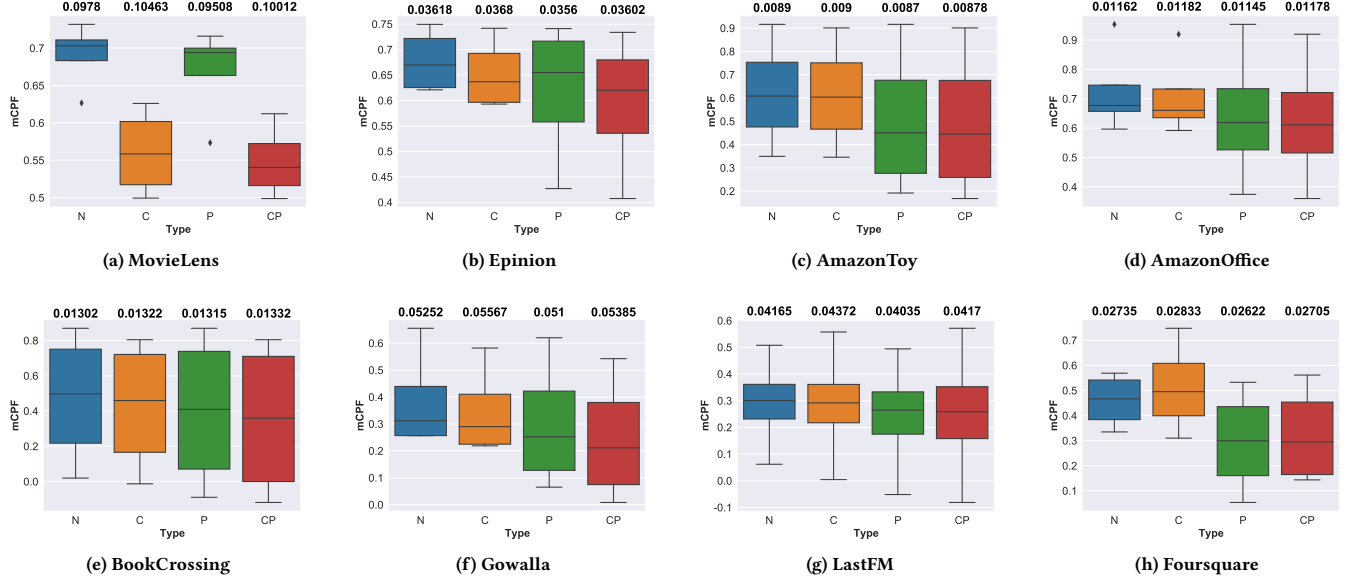 0.0978 0.10463 0.09508 0.10012
mCPF
0.7
0.65
0.6
0.55
0.5
N C P CP
Type
(a) MovieLens
0.03618 0.0368 0.0356 0.03602
mCPF
0.75
0.7
0.65
0.6
0.55
0.5
0.45
0.4
N C P CP
Type
(b) Epinion
0.0089 0.009 0.0087 0.00878
mCPF
0.9
0.8
0.7
0.6
0.5
0.4
0.3
0.2
N C P CP
Type
(c) AmazonToy
0.01162 0.01182 0.01145 0.01178
mCPF
0.9
0.8
0.7
0.6
0.5
0.4
N C P CP
Type
(d) AmazonOffice
0.01302 0.01322 0.01315 0.01332
mCPF
0.8
0.6
0.4
0.2
0.0
N C P CP
Type
(e) BookCrossing
0.05252 0.05567 0.051 0.05385
mCPF
0.6
0.5
0.4
0.3
0.2
0.1
0.0
N C P CP
Type
(f) Gowalla
0.04165 0.04372 0.04035 0.0417
mCPF
0.6
0.5
0.4
0.3
0.2
0.1
0.0
-0.1
N C P CP
Type
(g) LastFM
0.02735 0.02833 0.02622 0.02705
mCPF
0.7
0.6
0.5
0.4
0.3
0.2
0.1
N C P CP
Type
(h) Foursquare